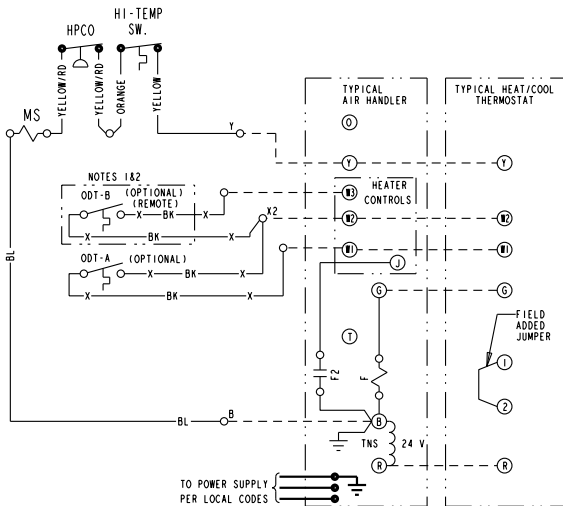 HPCO
HI-TEMP
SW.
YELLOW/RD
YELLOW/RD
ORANGE
YELLOW
MS
Y
TYPICAL
AIR HANDLER
TYPICAL HEAT/COOL
THERMOSTAT
O
Y
Y
NOTES 1&2
ODT-B
(OPTIONAL)
(REMOTE)
X
BK
X
X
BK
X2
W3
HEATER
CONTROLS
W2
W2
W1
W1
ODT-A
(OPTIONAL)
X
BK
X
X
BK
X
J
G
G
BL
T
FIELD
ADDED
JUMPER
1
2
F2
F
BL
B
B
TNS
24 V
R
R
TO POWER SUPPLY
PER LOCAL CODES